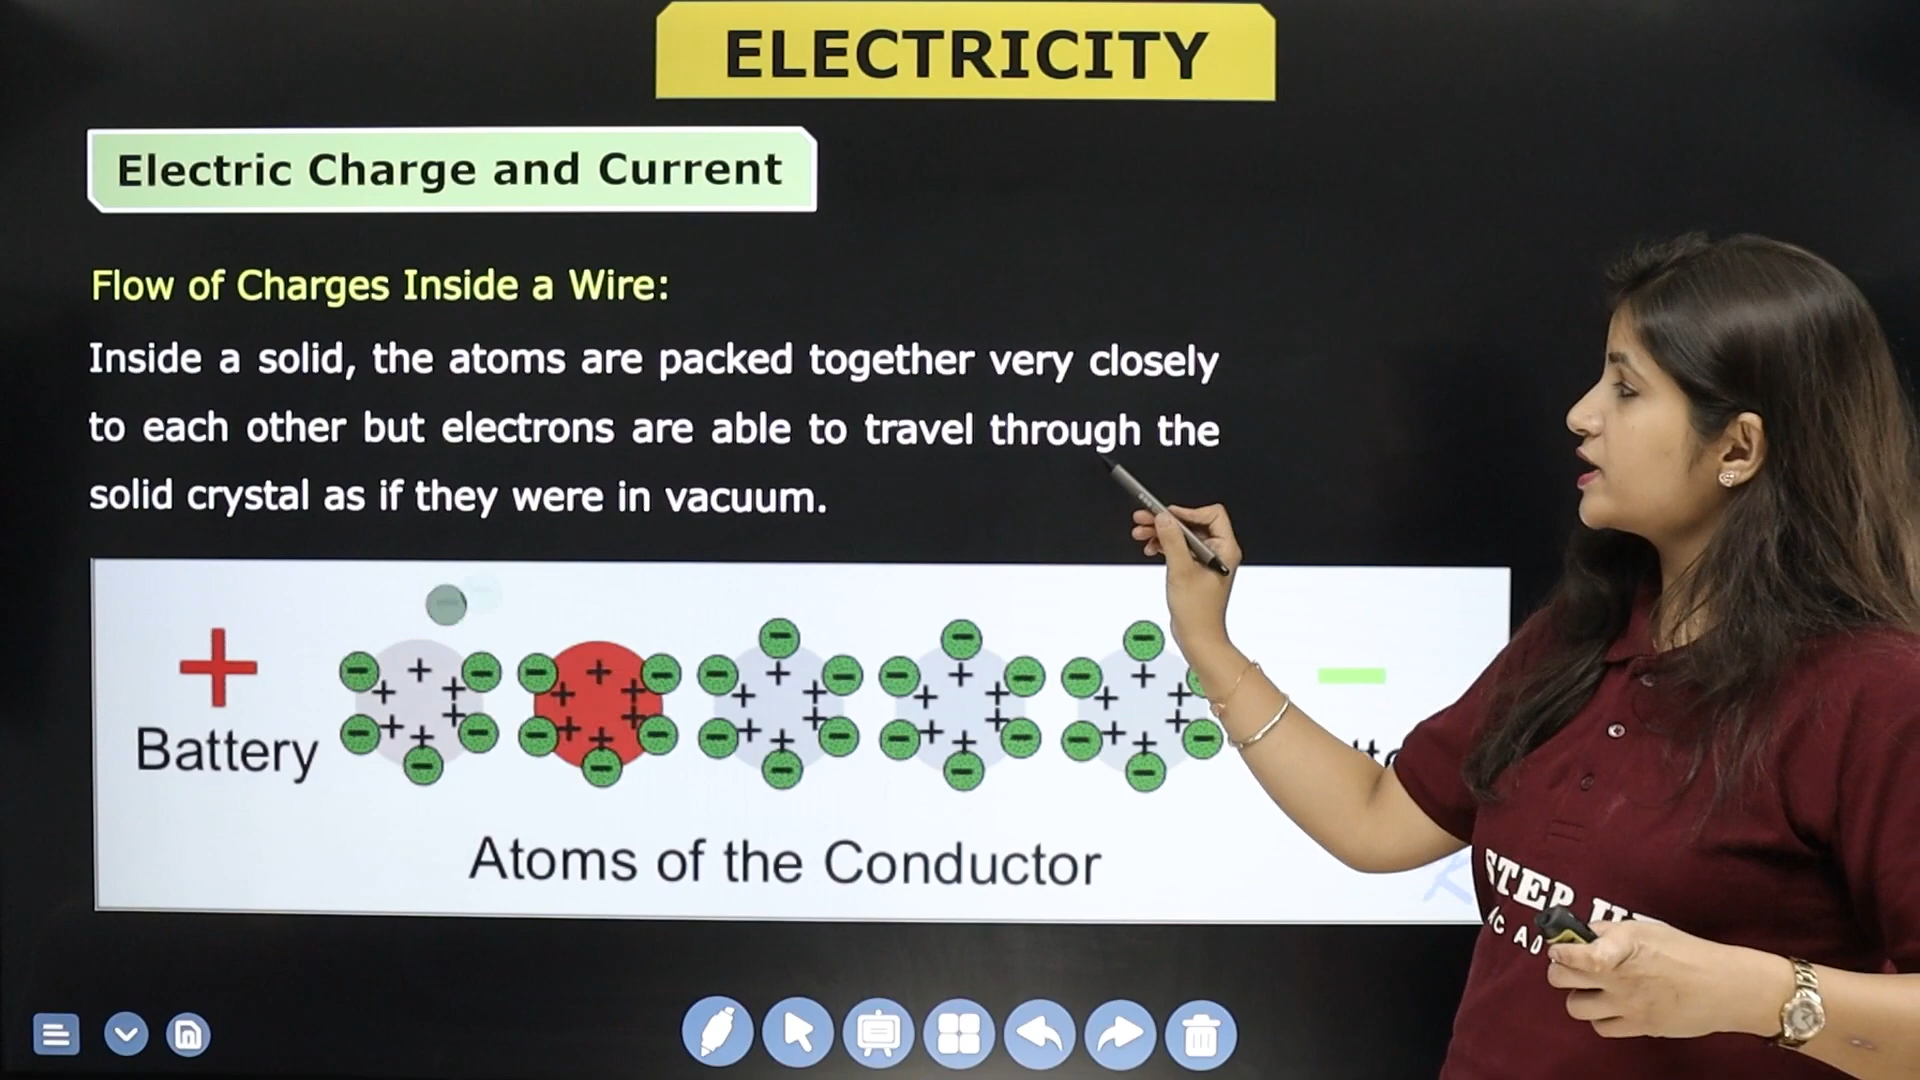 ELECTRICITY
Electric Charge and Current
Flow of Charges Inside a Wire:
Inside a solid, the atoms are packed together very closely
to each other but electrons are able to travel through the
solid crystal as if they were in vacuum.
Battery
Atoms of the Conductor
STEP